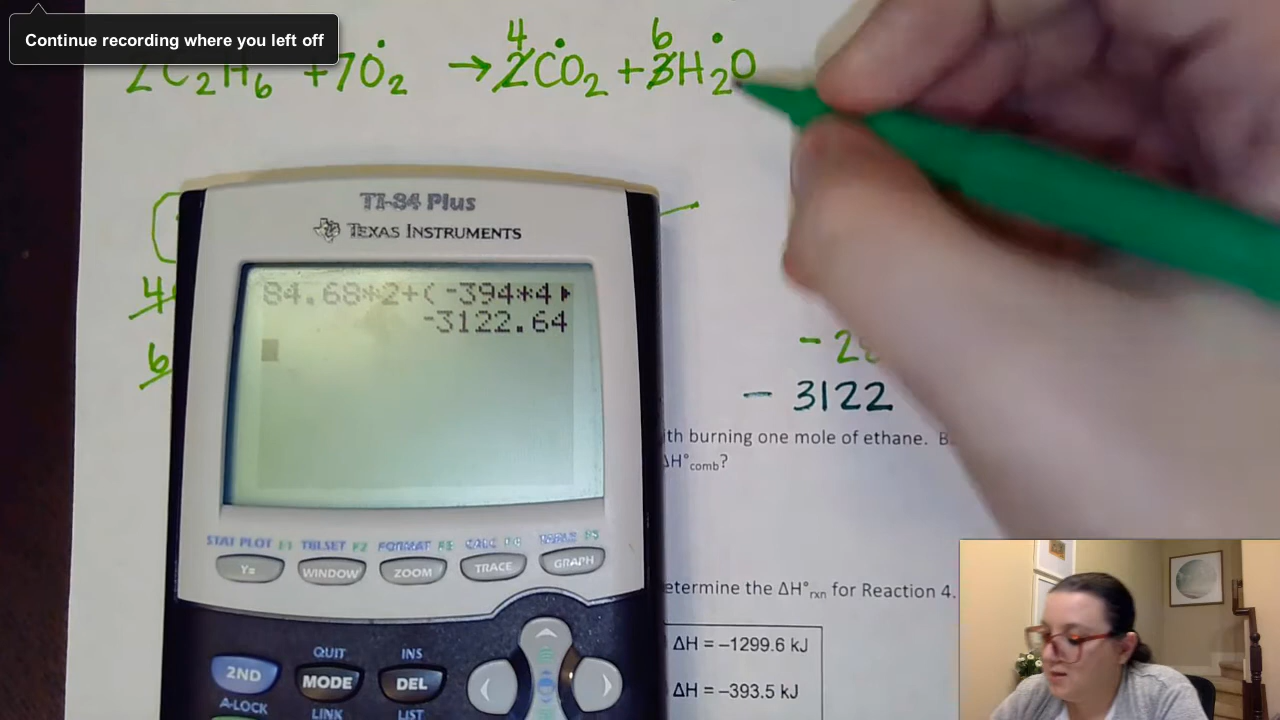 Continue recording where you left off
4 6
2C₂H₆ + 7O₂ → 2CO₂ + 3H₂O
TI-84 Plus
TEXAS INSTRUMENTS
4
6
84.68*2+(-394*4
-3122.64
-28
- 3122
ith burning one mole of ethane. B
ΔH°comb?
STAT PLOT F1 TBLSET F2 FORMAT F3 CALC F4 TABLE F5
Y= WINDOW ZOOM TRACE GRAPH
etermine the ΔH°rxn for Reaction 4.
ΔH = –1299.6 kJ
ΔH = –393.5 kJ
QUIT INS
2ND MODE DEL
A-LOCK LINK LIST